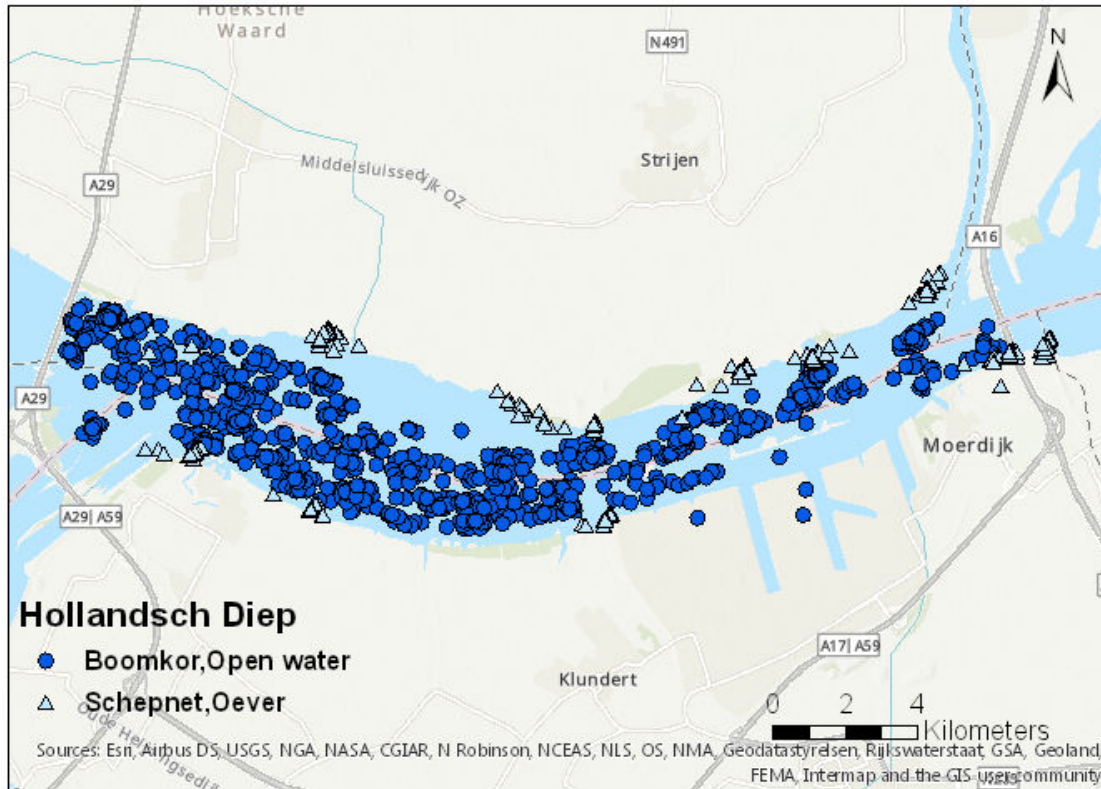 Hoeksche
Waard
N491
N
Strijen
Middelsluissedijk OZ
A29
A16
A29
Moerdijk
A29| A59
Hollandsch Diep
Boomkor,Open water
A17| A59
Schepnet,Oever
Klundert
0 2 4
Kilometers
Sources: Esri, Airbus DS, USGS, NGA, NASA, CGIAR, N Robinson, NCEAS, NLS, OS, NMA, Geodatastyrelsen, Rijkswaterstaat, GSA, Geoland,
FEMA, Intermap and the GIS user community